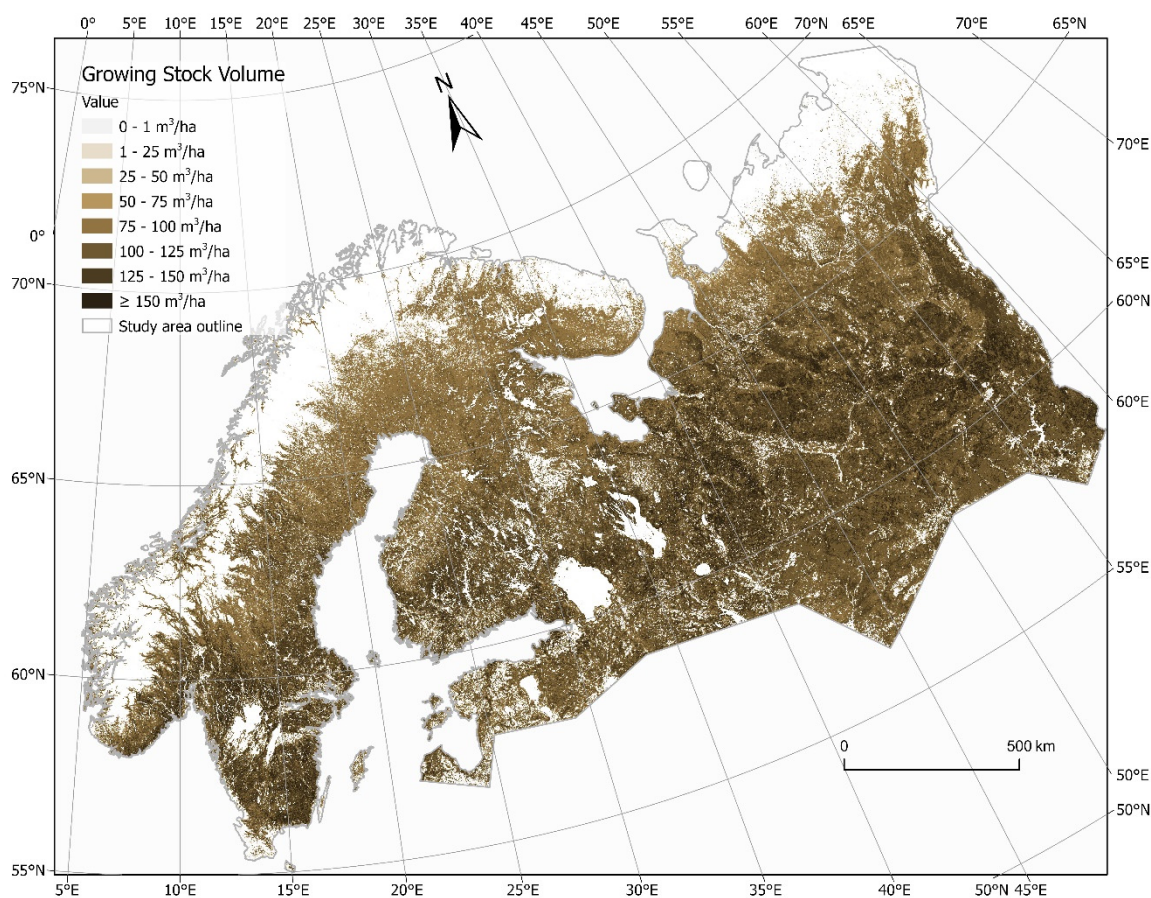 0° 5°E 10°E 15°E 20°E 25°E 30°E 35°E 40°E 45°E 50°E 55°E 60°E 70°N 65°E 70°E 65°N
75°N
Growing Stock Volume
Value
0 - 1 m³/ha
1 - 25 m³/ha
25 - 50 m³/ha
50 - 75 m³/ha
75 - 100 m³/ha
100 - 125 m³/ha
125 - 150 m³/ha
≥ 150 m³/ha
Study area outline
N
70°E
0°
65°E
70°N
60°N
60°E
65°N
55°E
60°N
0 500 km
50°E
50°N
55°N
5°E 10°E 15°E 20°E 25°E 30°E 35°E 40°E 50°N 45°E